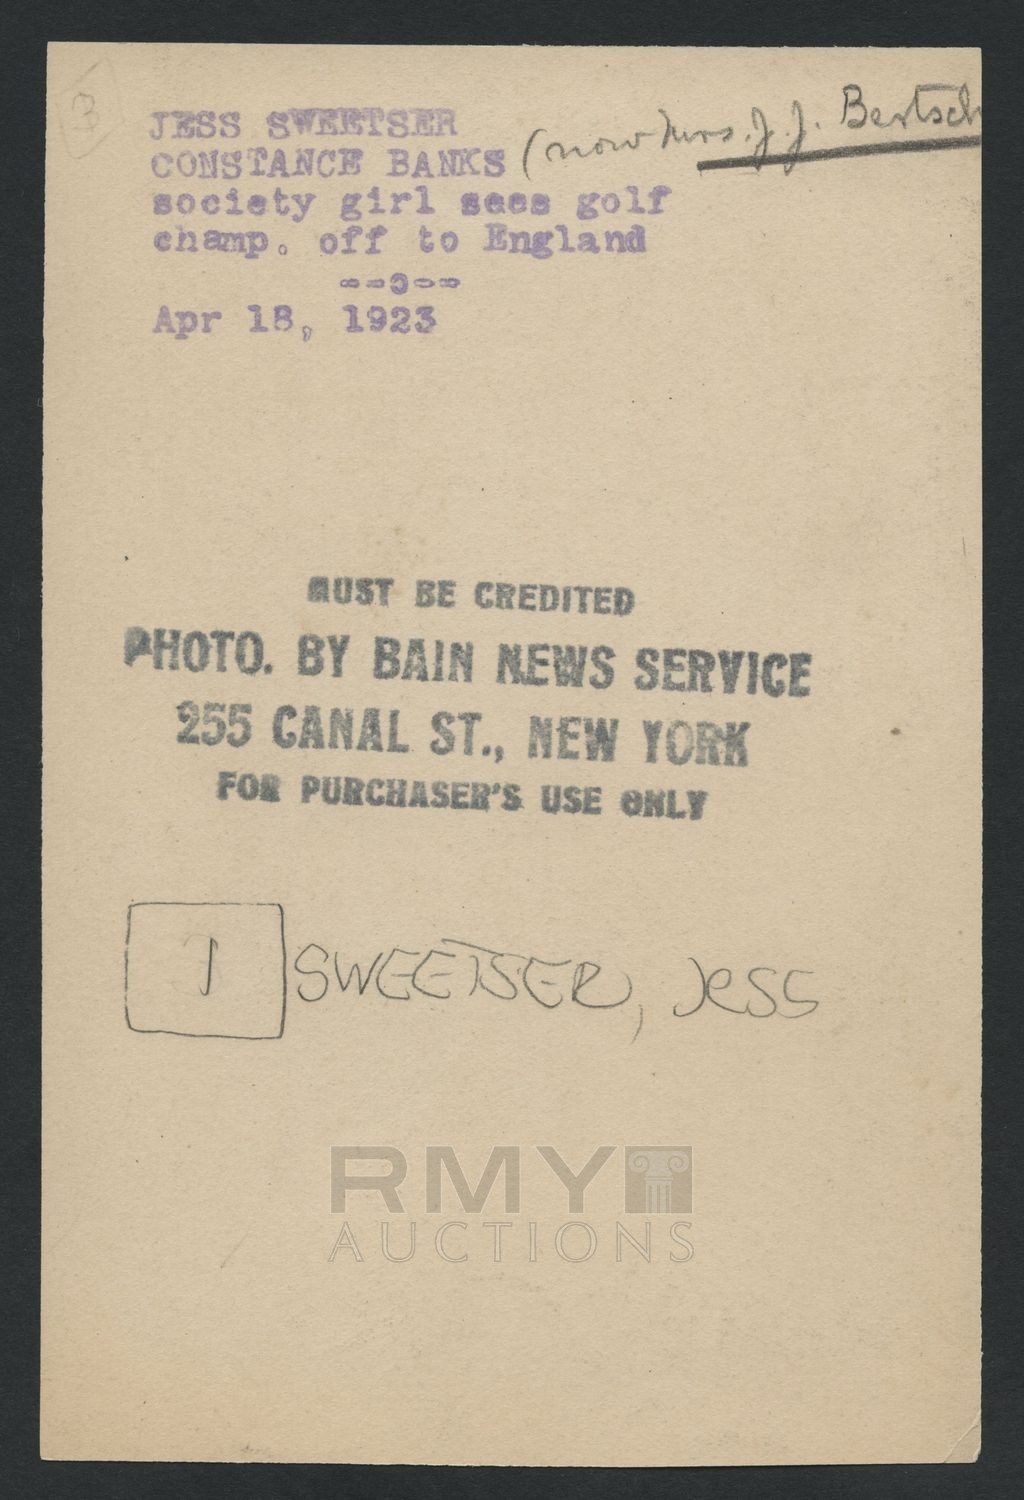 3
JESS SWEETSER
CONSTANCE BANKS (now Mrs. J. J. Bertsch
society girl sees golf
champ. off to England
--o--
Apr 18, 1923
MUST BE CREDITED
PHOTO. BY BAIN NEWS SERVICE
255 CANAL ST., NEW YORK
FOR PURCHASER'S USE ONLY
1 SWEETSER, Jess
RMY
AUCTIONS